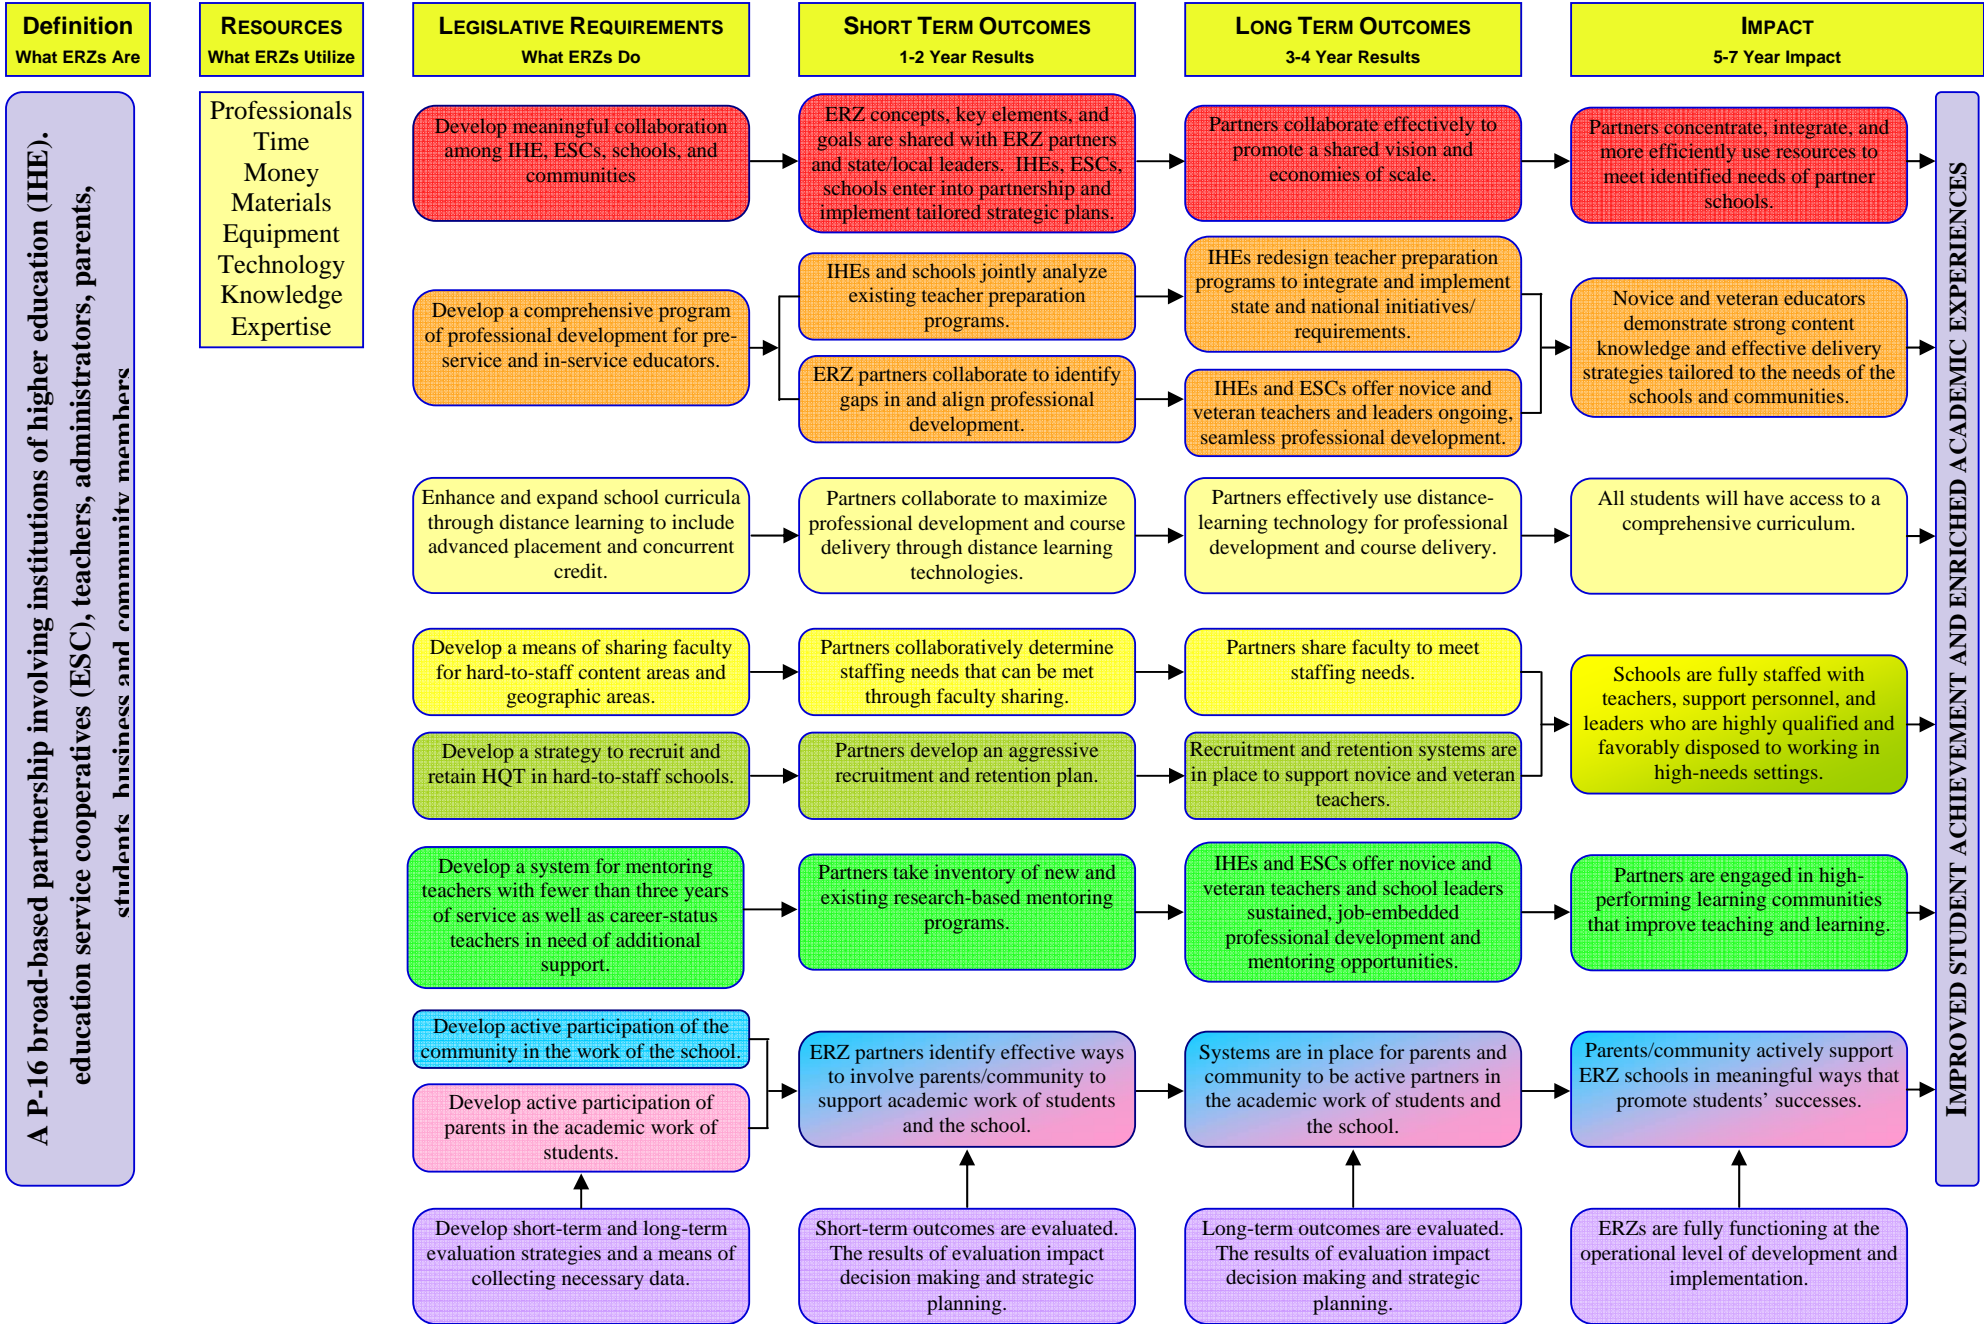 Definition
What ERZs Are
RESOURCES
What ERZs Utilize
LEGISLATIVE REQUIREMENTS
What ERZs Do
SHORT TERM OUTCOMES
1-2 Year Results
LONG TERM OUTCOMES
3-4 Year Results
IMPACT
5-7 Year Impact
A P-16 broad-based partnership involving institutions of higher education (IHE).
education service cooperatives (ESC), teachers, administrators, parents,
students, business and community members
Professionals
Time
Money
Materials
Equipment
Technology
Knowledge
Expertise
Develop meaningful collaboration
among IHE, ESCs, schools, and
communities
ERZ concepts, key elements, and
goals are shared with ERZ partners
and state/local leaders.  IHEs, ESCs,
schools enter into partnership and
implement tailored strategic plans.
Partners collaborate effectively to
promote a shared vision and
economies of scale.
Partners concentrate, integrate, and
more efficiently use resources to
meet identified needs of partner
schools.
Develop a comprehensive program
of professional development for pre-
service and in-service educators.
IHEs and schools jointly analyze
existing teacher preparation
programs.
ERZ partners collaborate to identify
gaps in and align professional
development.
IHEs redesign teacher preparation
programs to integrate and implement
state and national initiatives/
requirements.
IHEs and ESCs offer novice and
veteran teachers and leaders ongoing,
seamless professional development.
Novice and veteran educators
demonstrate strong content
knowledge and effective delivery
strategies tailored to the needs of the
schools and communities.
Enhance and expand school curricula
through distance learning to include
advanced placement and concurrent
credit.
Partners collaborate to maximize
professional development and course
delivery through distance learning
technologies.
Partners effectively use distance-
learning technology for professional
development and course delivery.
All students will have access to a
comprehensive curriculum.
Develop a means of sharing faculty
for hard-to-staff content areas and
geographic areas.
Partners collaboratively determine
staffing needs that can be met
through faculty sharing.
Partners share faculty to meet
staffing needs.
Develop a strategy to recruit and
retain HQT in hard-to-staff schools.
Partners develop an aggressive
recruitment and retention plan.
Recruitment and retention systems are
in place to support novice and veteran
teachers.
Schools are fully staffed with
teachers, support personnel, and
leaders who are highly qualified and
favorably disposed to working in
high-needs settings.
Develop a system for mentoring
teachers with fewer than three years
of service as well as career-status
teachers in need of additional
support.
Partners take inventory of new and
existing research-based mentoring
programs.
IHEs and ESCs offer novice and
veteran teachers and school leaders
sustained, job-embedded
professional development and
mentoring opportunities.
Partners are engaged in high-
performing learning communities
that improve teaching and learning.
Develop active participation of the
community in the work of the school.
Develop active participation of
parents in the academic work of
students.
ERZ partners identify effective ways
to involve parents/community to
support academic work of students
and the school.
Systems are in place for parents and
community to be active partners in
the academic work of students and
the school.
Parents/community actively support
ERZ schools in meaningful ways that
promote students’ successes.
Develop short-term and long-term
evaluation strategies and a means of
collecting necessary data.
Short-term outcomes are evaluated.
The results of evaluation impact
decision making and strategic
planning.
Long-term outcomes are evaluated.
The results of evaluation impact
decision making and strategic
planning.
ERZs are fully functioning at the
operational level of development and
implementation.
IMPROVED STUDENT ACHIEVEMENT AND ENRICHED ACADEMIC EXPERIENCES